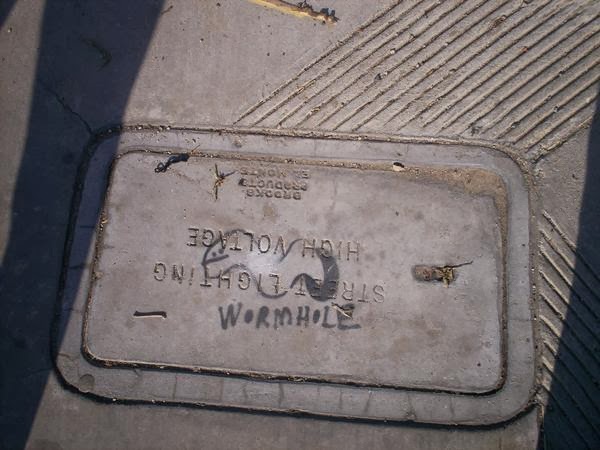 BROOKS
PRODUCTS
EL MONTE
HIGH VOLTAGE
STREET LIGHTING
WORMHOLE